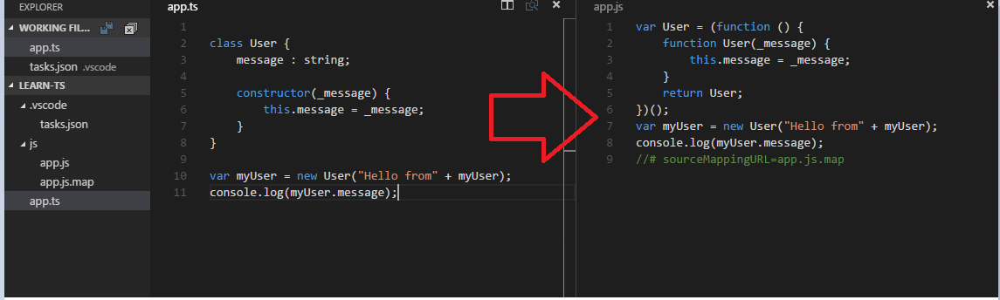 EXPLORER
WORKING FIL...
app.ts
tasks.json .vscode
LEARN-TS
.vscode
tasks.json
js
app.js
app.js.map
app.ts
app.ts
1
2 class User {
3 message : string;
4
5 constructor(_message) {
6 this.message = _message;
7 }
8 }
9
10 var myUser = new User("Hello from" + myUser);
11 console.log(myUser.message);
app.js
1 var User = (function () {
2 function User(_message) {
3 this.message = _message;
4 }
5 return User;
6 })();
7 var myUser = new User("Hello from" + myUser);
8 console.log(myUser.message);
9 //# sourceMappingURL=app.js.map